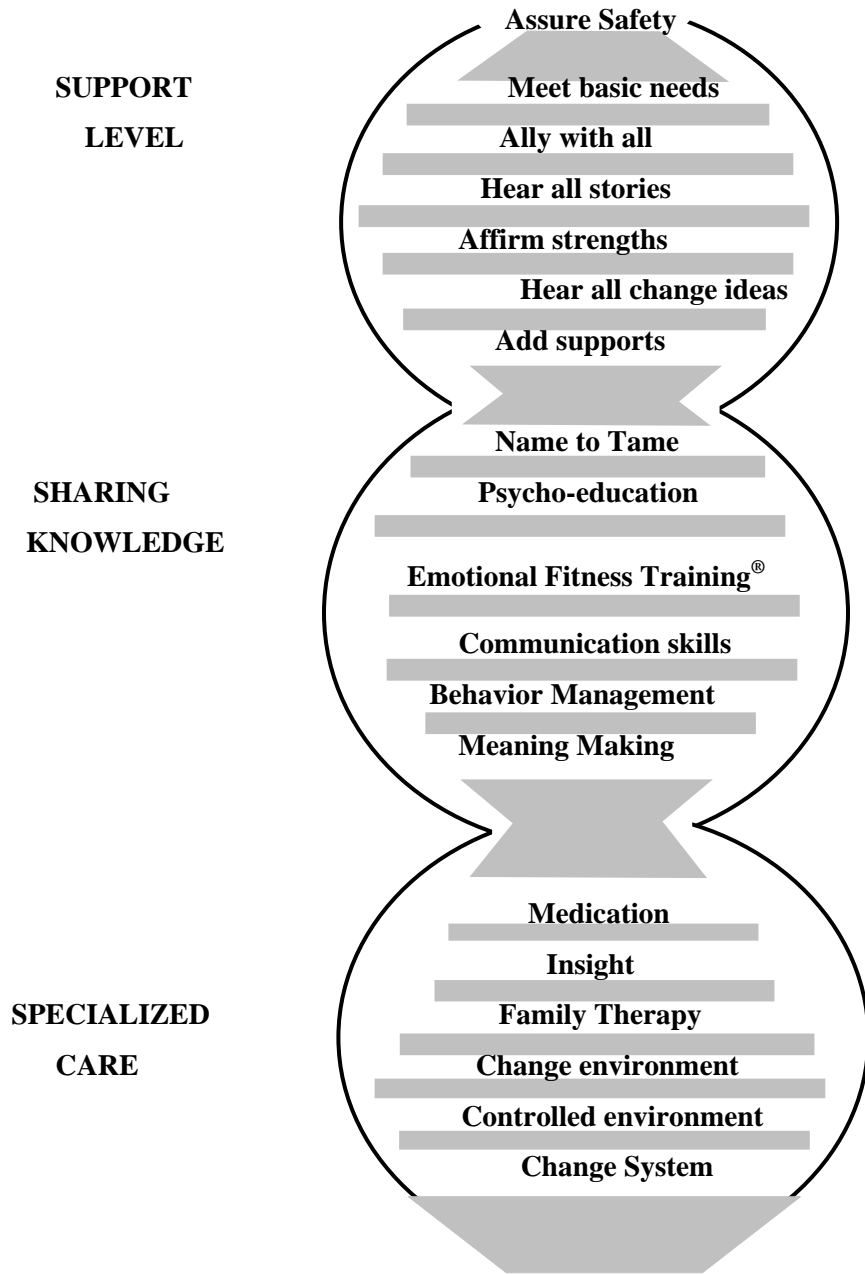 Assure Safety
SUPPORT
LEVEL
Meet basic needs
Ally with all
Hear all stories
Affirm strengths
Hear all change ideas
Add supports
SHARING
KNOWLEDGE
Name to Tame
Psycho-education
Emotional Fitness Training®
Communication skills
Behavior Management
Meaning Making
SPECIALIZED
CARE
Medication
Insight
Family Therapy
Change environment
Controlled environment
Change System